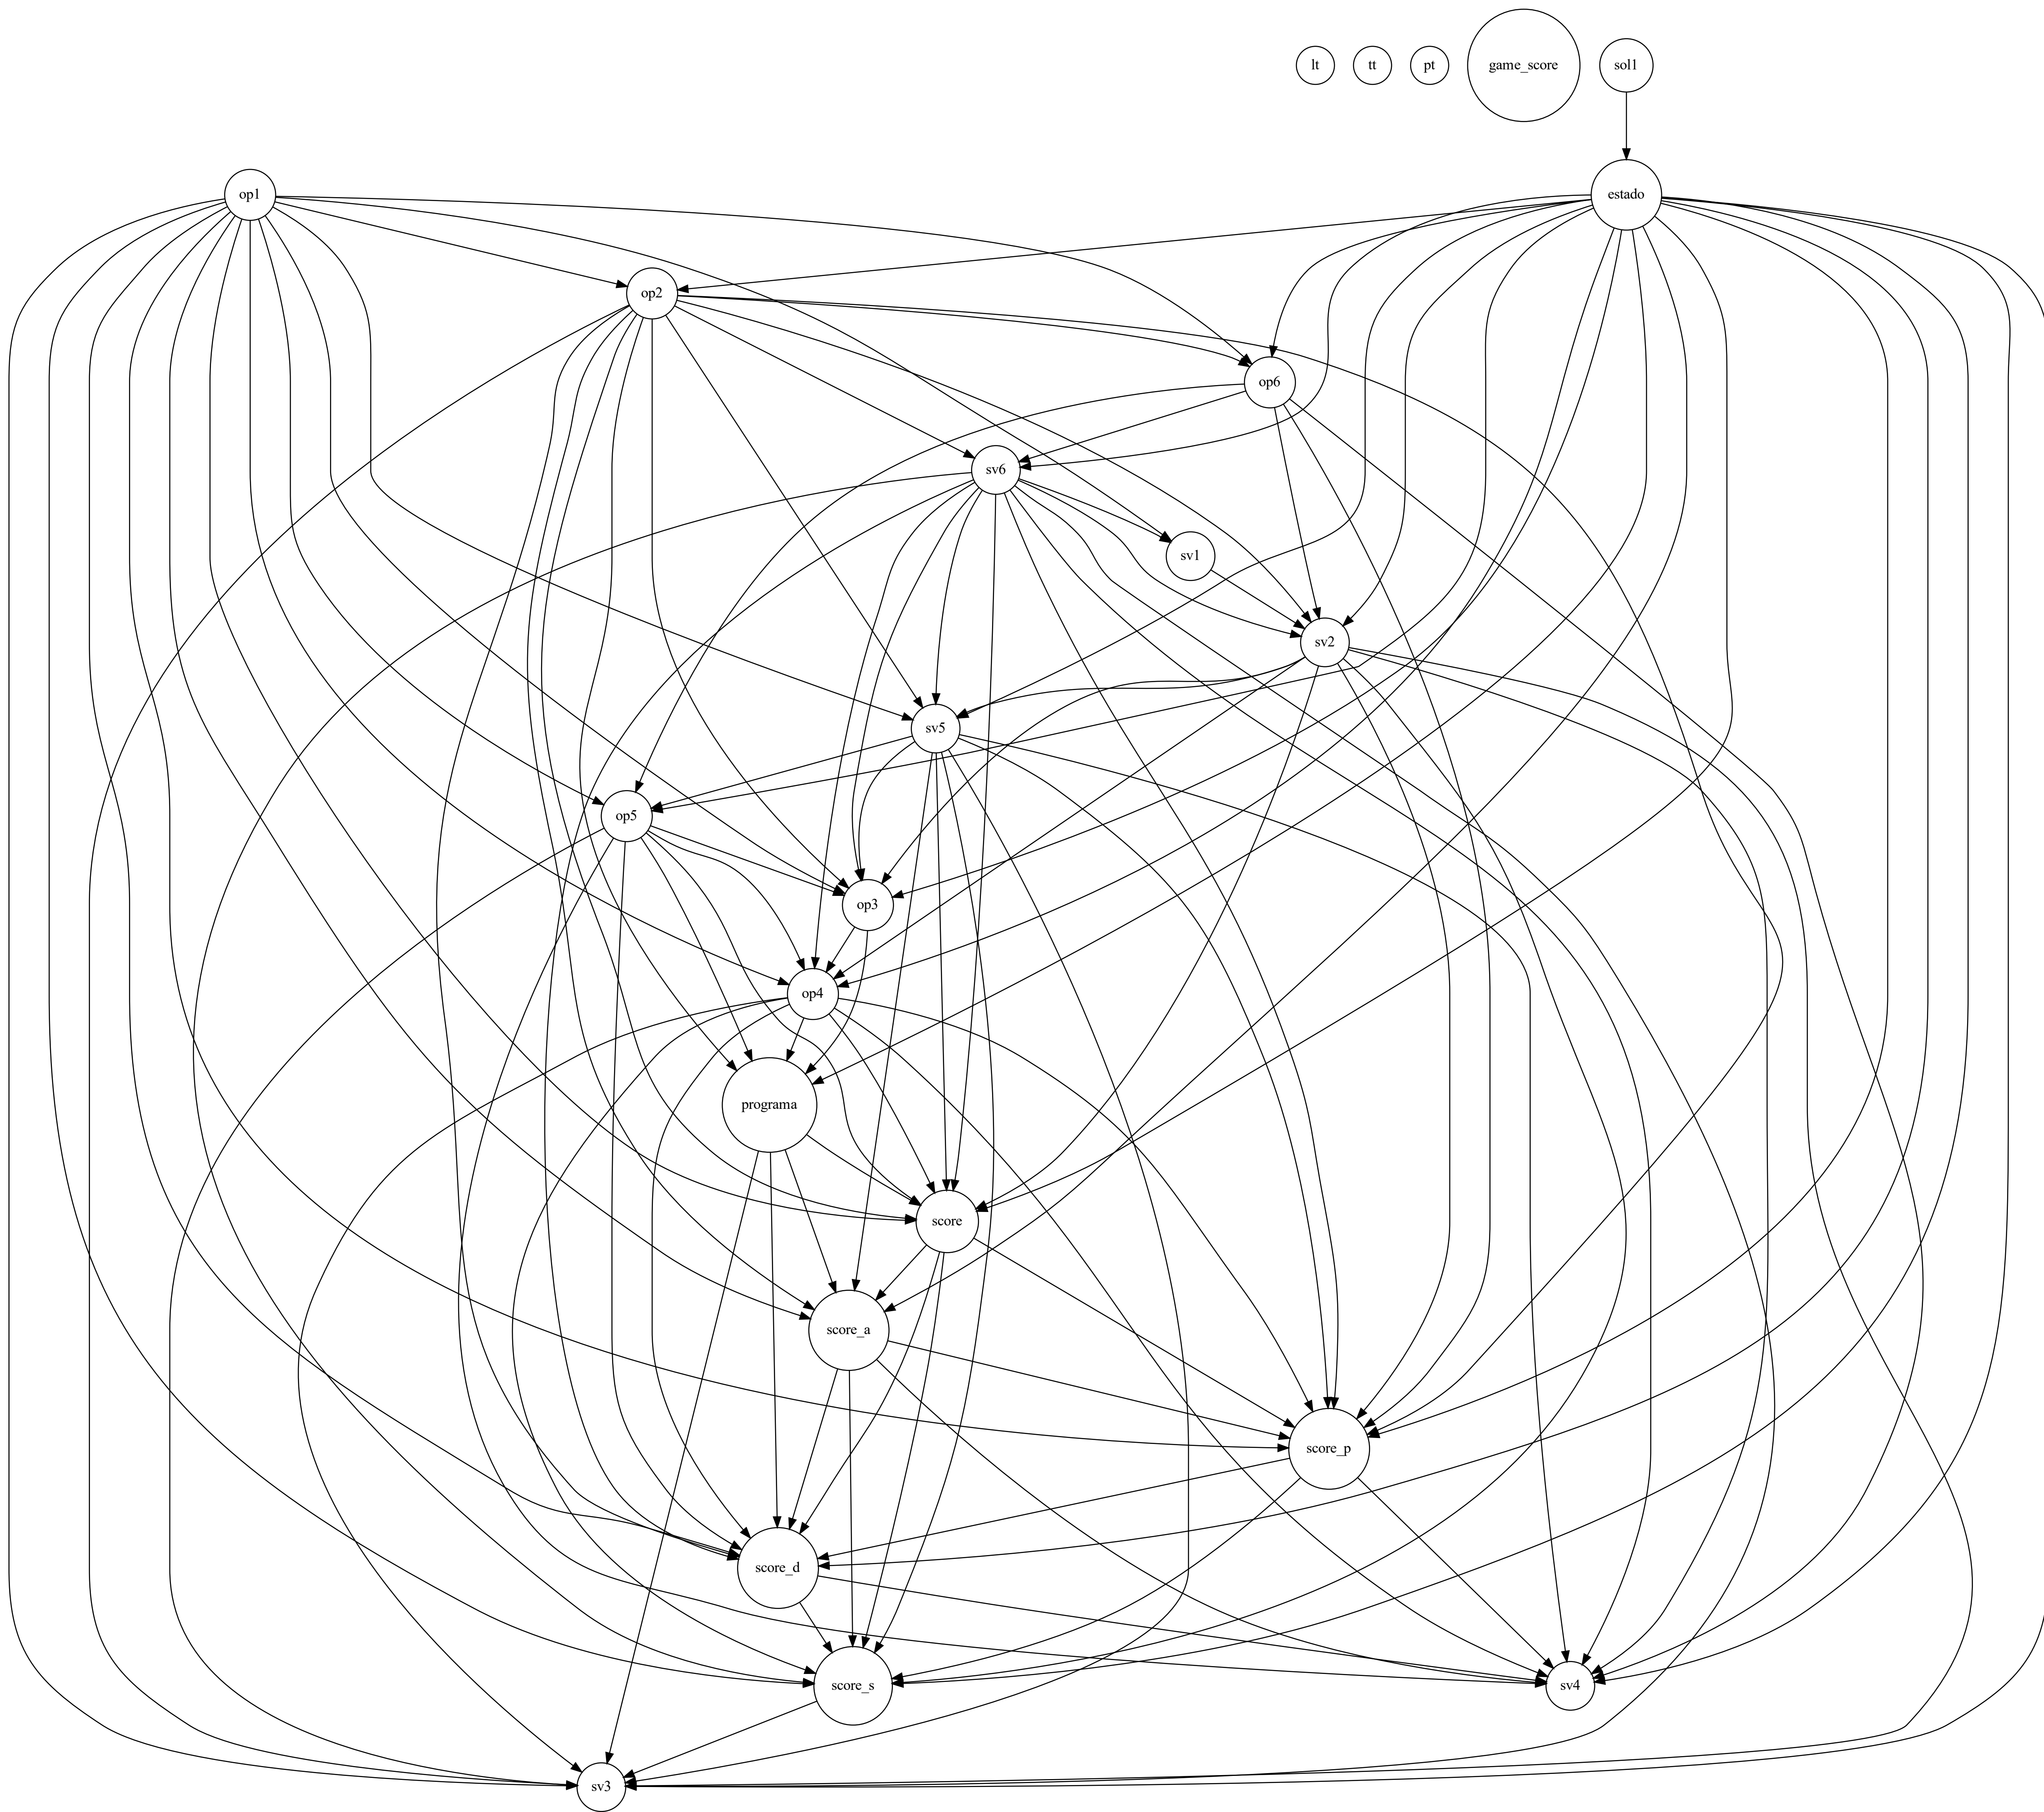 lt
tt
pt
game_score
sol1
op1
estado
op2
op6
sv6
sv1
sv2
sv5
op5
op3
op4
programa
score
score_a
score_p
score_d
score_s
sv4
sv3